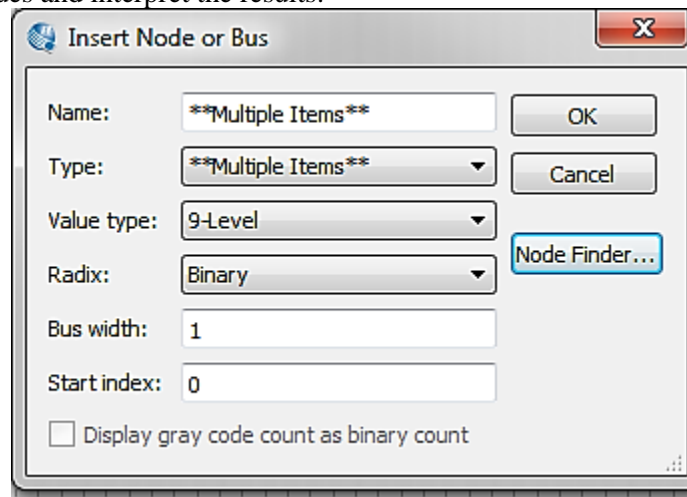 and interpret the results.
Insert Node or Bus
Name: **Multiple Items** OK
Type: **Multiple Items** Cancel
Value type: 9-Level
Node Finder...
Radix: Binary
Bus width: 1
Start index: 0
Display gray code count as binary count